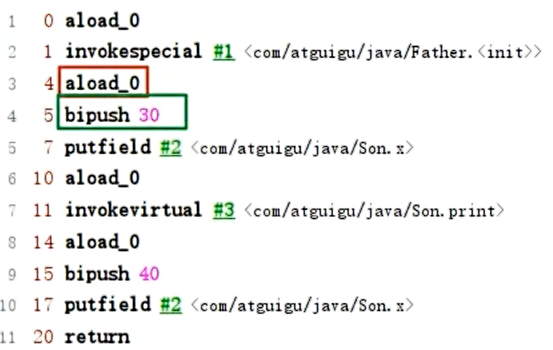 1 0 aload_0
2 1 invokespecial #1 <com/atguigu/java/Father.<init>>
3 4 aload_0
4 5 bipush 30
5 7 putfield #2 <com/atguigu/java/Son.x>
6 10 aload_0
7 11 invokevirtual #3 <com/atguigu/java/Son.print>
8 14 aload_0
9 15 bipush 40
10 17 putfield #2 <com/atguigu/java/Son.x>
11 20 return